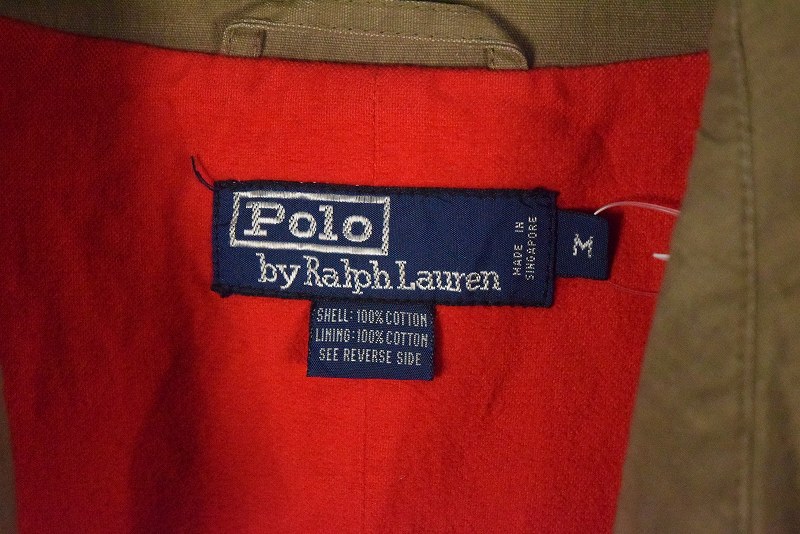 Polo
by Ralph Lauren
MADE IN
SINGAPORE
M
SHELL: 100% COTTON
LINING: 100% COTTON
SEE REVERSE SIDE